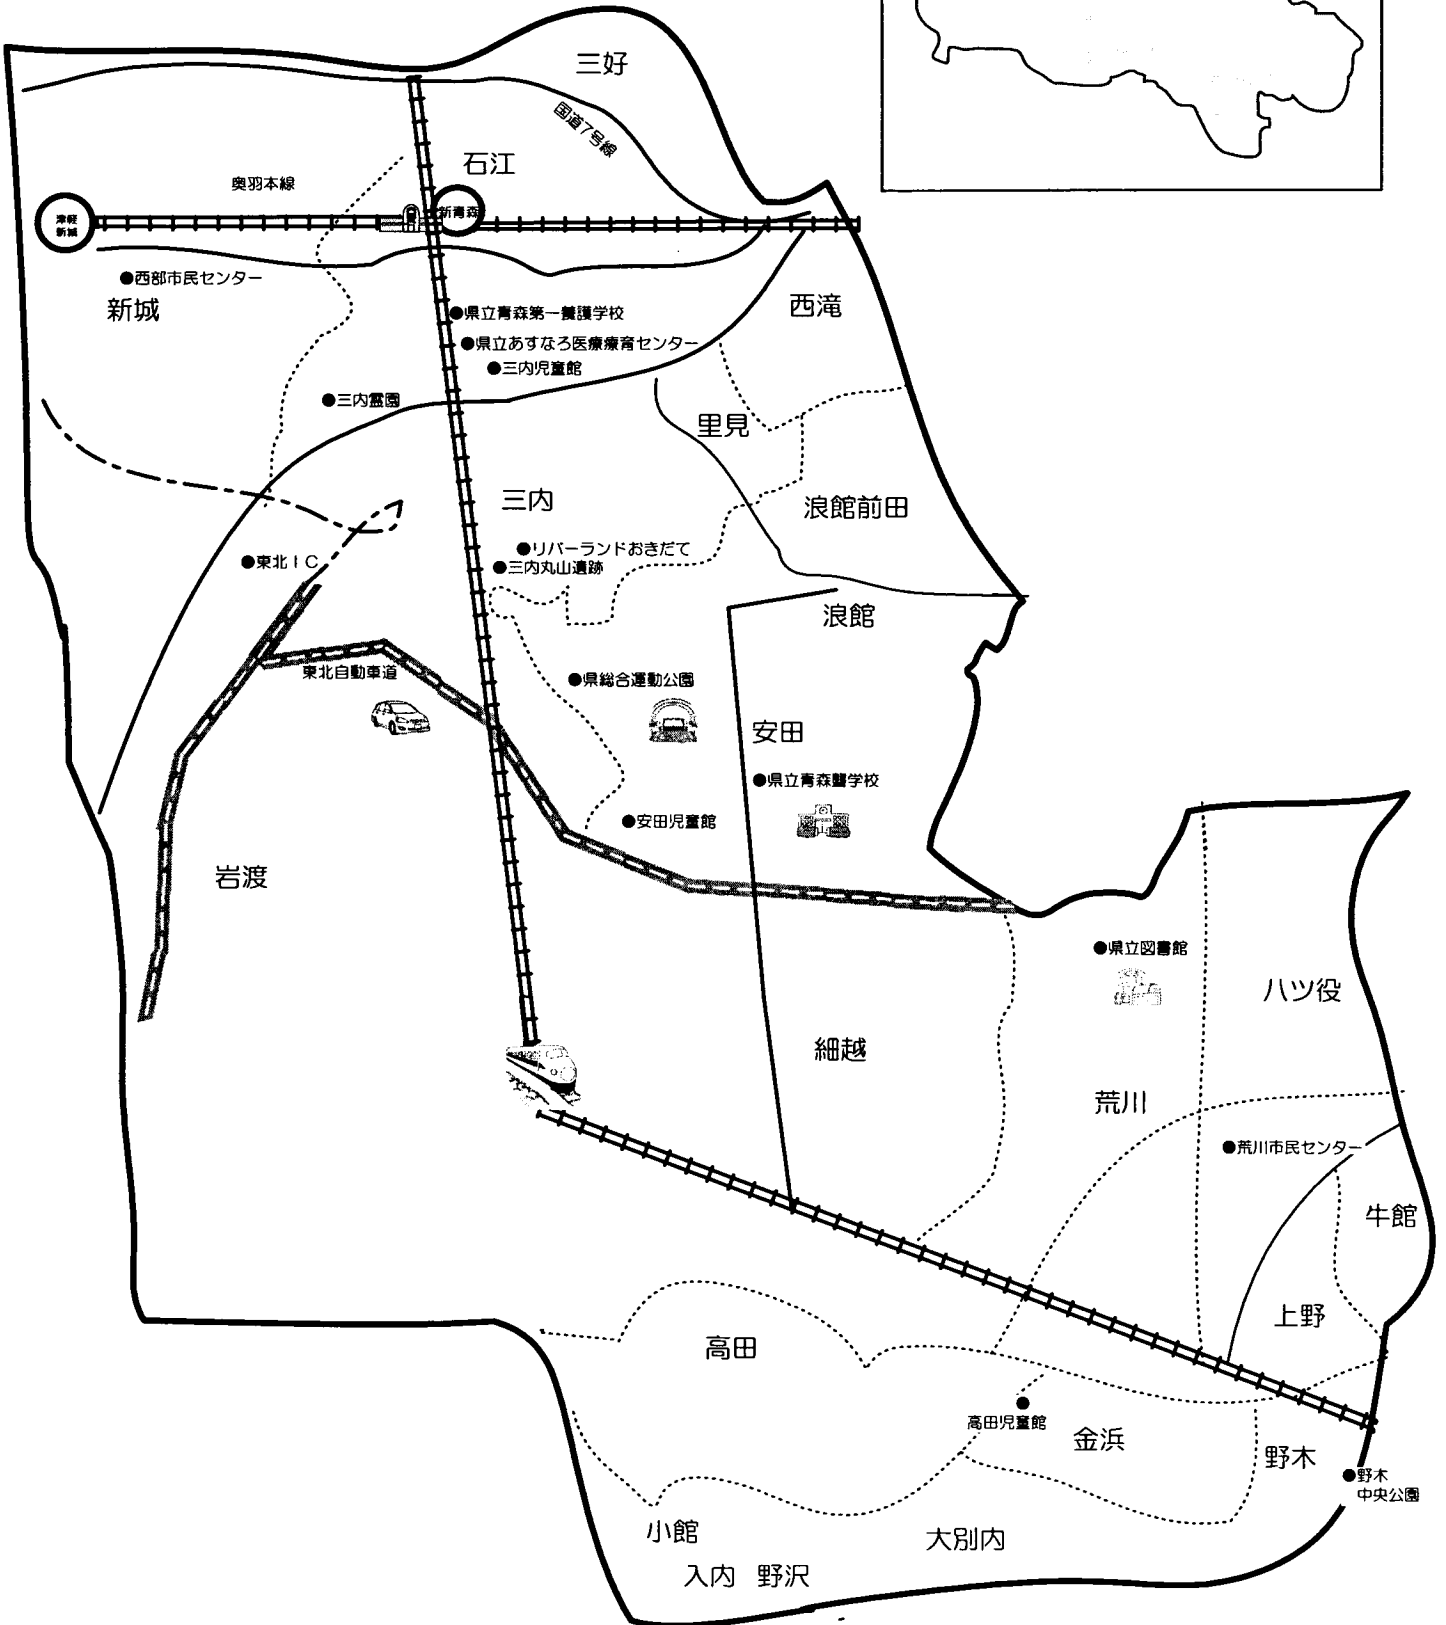 三好
国道7号線
石江
奥羽本線
津軽
新城
新青森
●西部市民センター
新城
●県立青森第一養護学校
西滝
●県立あすなろ医療療育センター
●三内児童館
●三内霊園
里見
三内
浪館前田
●リバーランドおきだて
●東北IC
●三内丸山遺跡
浪館
東北自動車道
●県総合運動公園
安田
●県立青森聾学校
●安田児童館
岩渡
●県立図書館
八ツ役
細越
荒川
●荒川市民センター
牛館
上野
高田
●
高田児童館
金浜
野木
●野木
中央公園
小館
大別内
入内 野沢